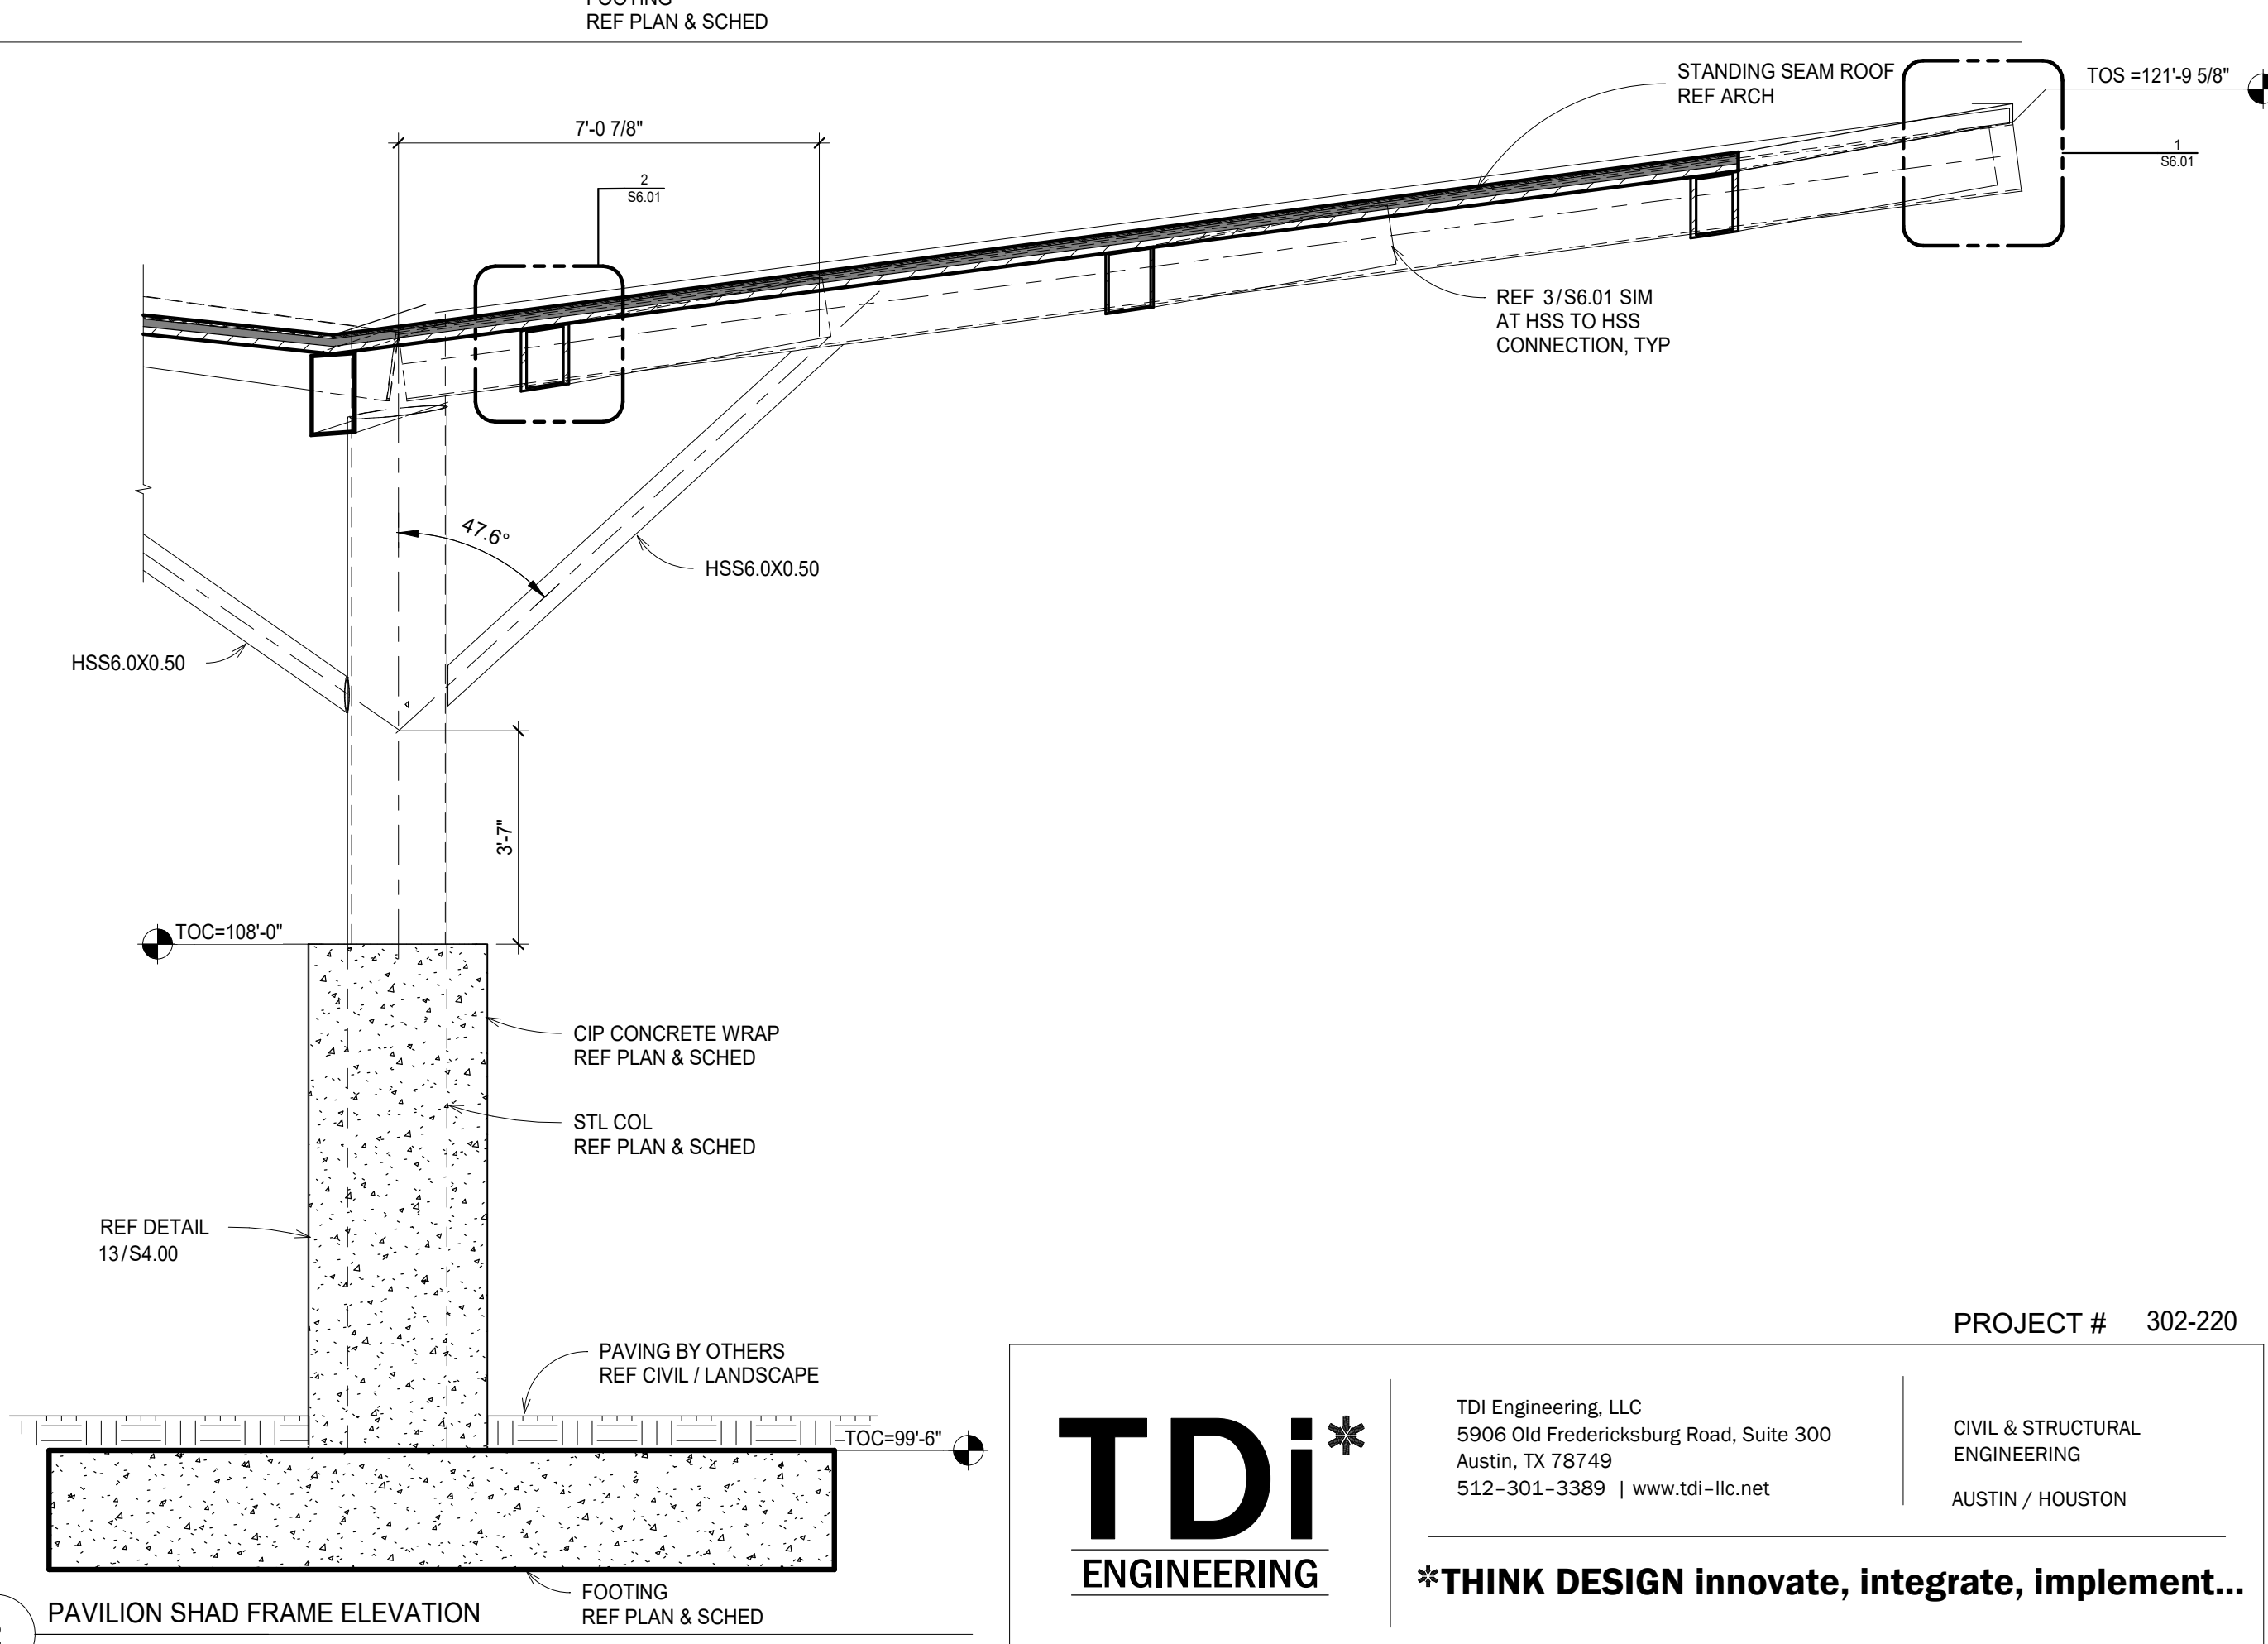 REF PLAN & SCHED
STANDING SEAM ROOF
REF ARCH
TOS =121'-9 5/8"
1
S6.01
7'-0 7/8"
2
S6.01
REF 3/S6.01 SIM
AT HSS TO HSS
CONNECTION, TYP
47.6°
HSS6.0X0.50
HSS6.0X0.50
3'-7"
TOC=108'-0"
CIP CONCRETE WRAP
REF PLAN & SCHED
STL COL
REF PLAN & SCHED
REF DETAIL
13/S4.00
PAVING BY OTHERS
REF CIVIL / LANDSCAPE
TOC=99'-6"
FOOTING
REF PLAN & SCHED
PAVILION SHAD FRAME ELEVATION
PROJECT # 302-220
TDi*
ENGINEERING
TDI Engineering, LLC
5906 Old Fredericksburg Road, Suite 300
Austin, TX 78749
512-301-3389 | www.tdi-llc.net
CIVIL & STRUCTURAL
ENGINEERING
AUSTIN / HOUSTON
*THINK DESIGN innovate, integrate, implement...